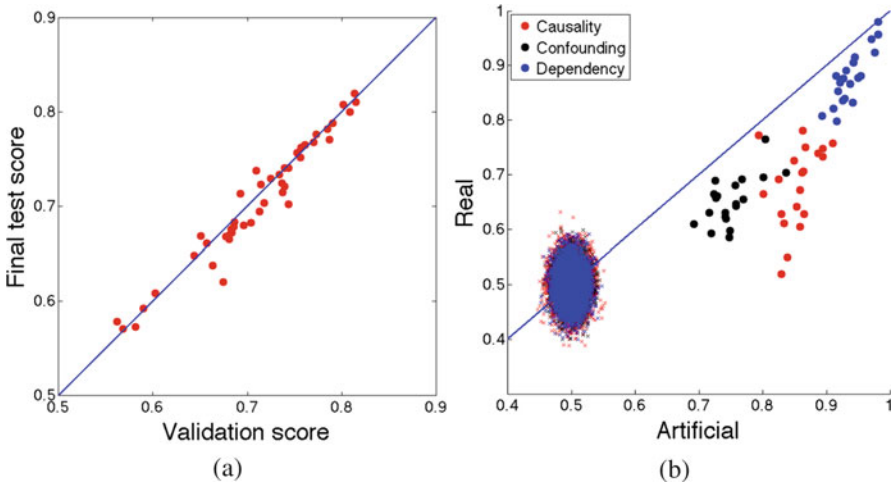 0.9
0.8
0.7
0.6
0.5
0.5 0.6 0.7 0.8 0.9
Final test score
Validation score
(a)
Causality
Confounding
Dependency
1
0.9
0.8
0.7
0.6
0.5
0.4
0.4 0.5 0.6 0.7 0.8 0.9 1
Real
Artificial
(b)